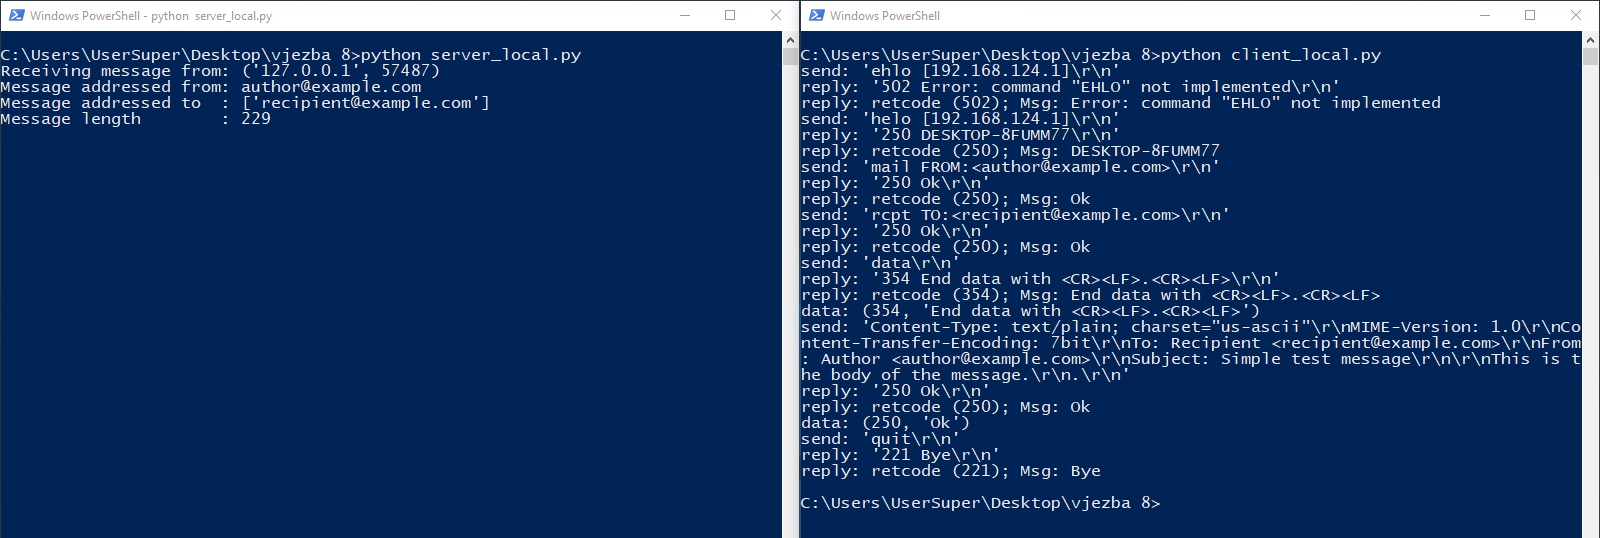 Windows PowerShell - python  server_local.py
C:\Users\UserSuper\Desktop\vjezba 8>python server_local.py
Receiving message from: ('127.0.0.1', 57487)
Message addressed from: author@example.com
Message addressed to  : ['recipient@example.com']
Message length        : 229
Windows PowerShell
C:\Users\UserSuper\Desktop\vjezba 8>python client_local.py
send: 'ehlo [192.168.124.1]\r\n'
reply: '502 Error: command "EHLO" not implemented\r\n'
reply: retcode (502); Msg: Error: command "EHLO" not implemented
send: 'helo [192.168.124.1]\r\n'
reply: '250 DESKTOP-8FUMM77\r\n'
reply: retcode (250); Msg: DESKTOP-8FUMM77
send: 'mail FROM:<author@example.com>\r\n'
reply: '250 Ok\r\n'
reply: retcode (250); Msg: Ok
send: 'rcpt TO:<recipient@example.com>\r\n'
reply: '250 Ok\r\n'
reply: retcode (250); Msg: Ok
send: 'data\r\n'
reply: '354 End data with <CR><LF>.<CR><LF>\r\n'
reply: retcode (354); Msg: End data with <CR><LF>.<CR><LF>
data: (354, 'End data with <CR><LF>.<CR><LF>')
send: 'Content-Type: text/plain; charset="us-ascii"\r\nMIME-Version: 1.0\r\nCo
ntent-Transfer-Encoding: 7bit\r\nTo: Recipient <recipient@example.com>\r\nFrom
: Author <author@example.com>\r\nSubject: Simple test message\r\n\r\nThis is t
he body of the message.\r\n.\r\n'
reply: '250 Ok\r\n'
reply: retcode (250); Msg: Ok
data: (250, 'Ok')
send: 'quit\r\n'
reply: '221 Bye\r\n'
reply: retcode (221); Msg: Bye
C:\Users\UserSuper\Desktop\vjezba 8>